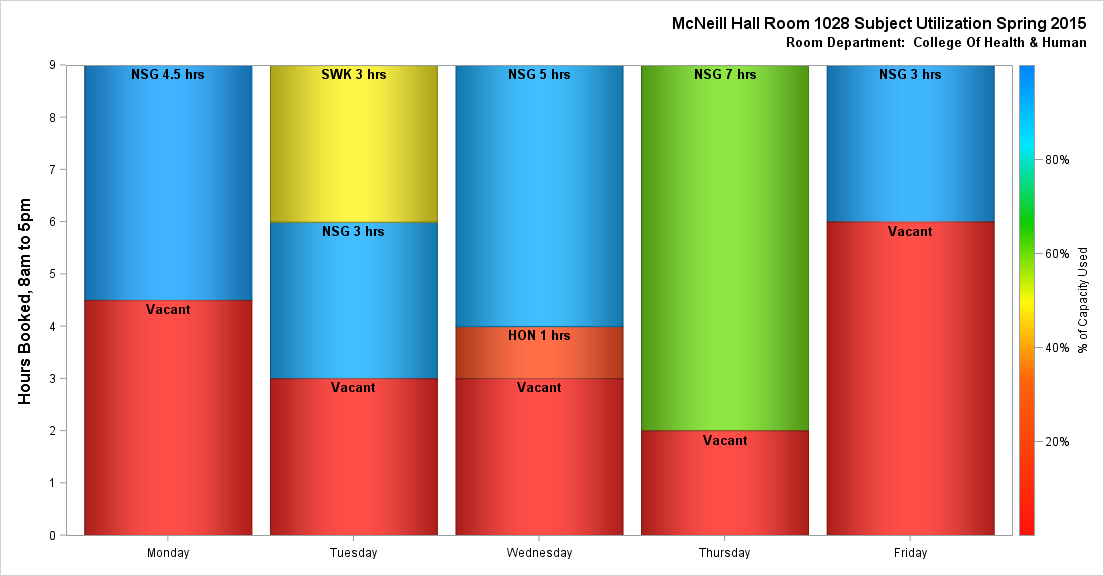 McNeill Hall Room 1028 Subject Utilization Spring 2015
Room Department:  College Of Health & Human
Hours Booked, 8am to 5pm
9
8
7
6
5
4
3
2
1
0
NSG 4.5 hrs
Vacant
SWK 3 hrs
NSG 3 hrs
Vacant
NSG 5 hrs
HON 1 hrs
Vacant
NSG 7 hrs
Vacant
NSG 3 hrs
Vacant
Monday
Tuesday
Wednesday
Thursday
Friday
80%
60%
40%
20%
% of Capacity Used